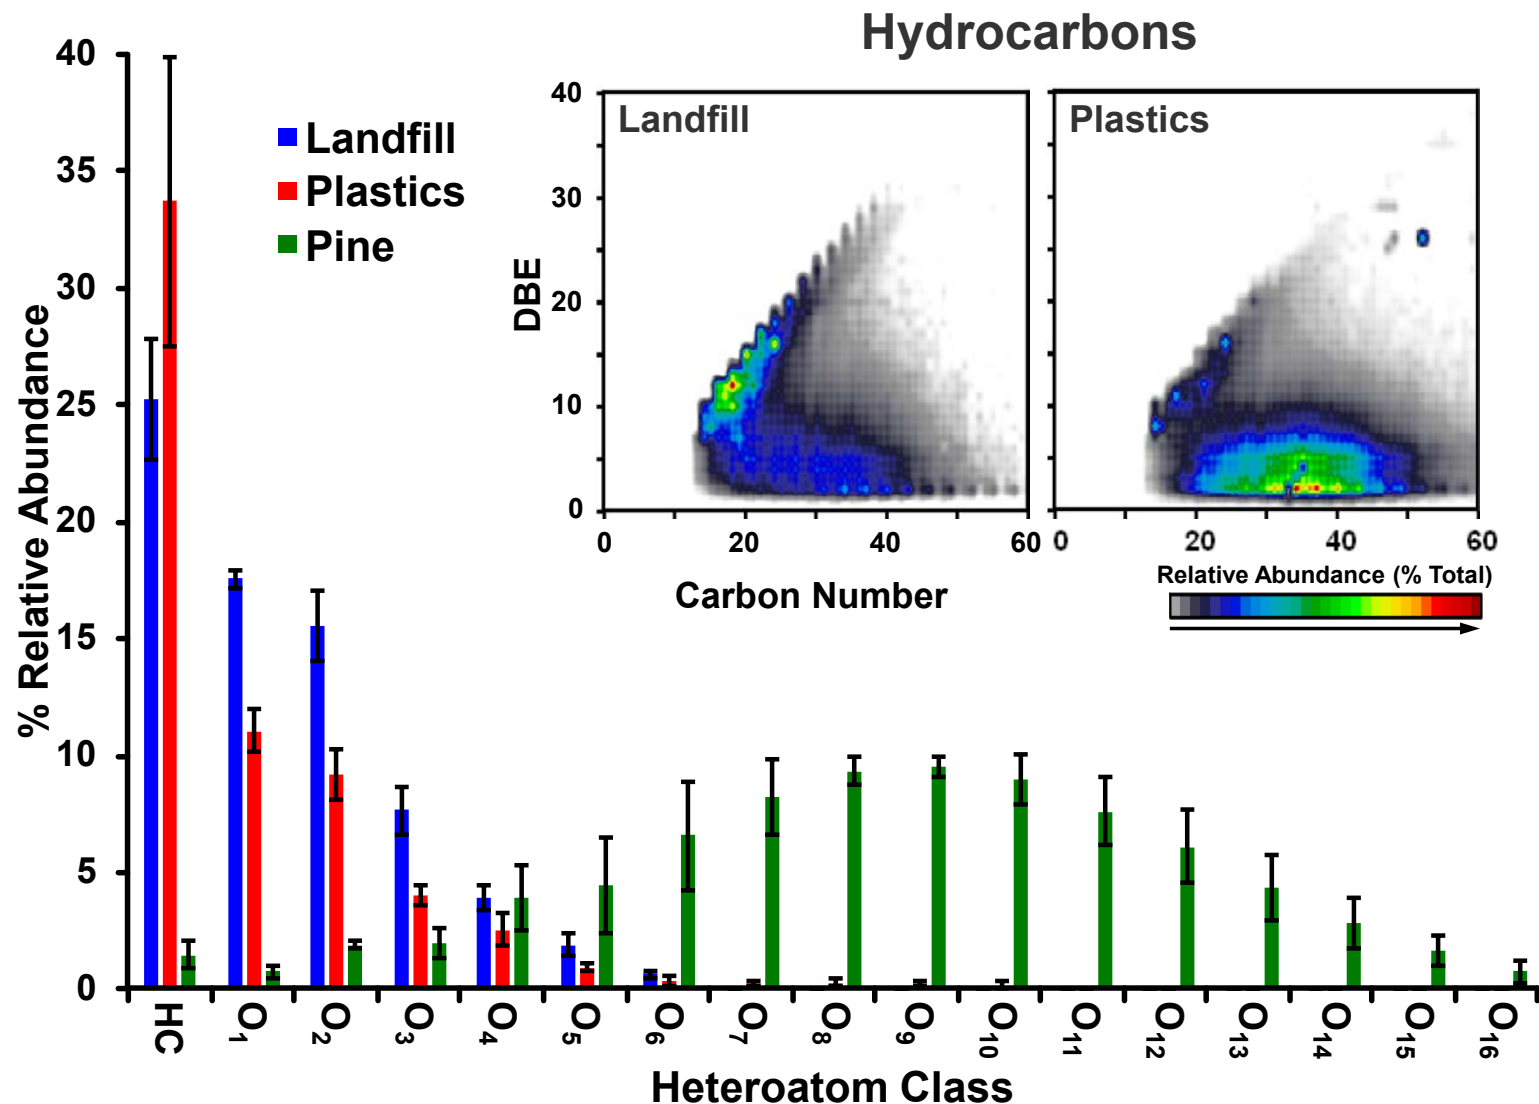 Hydrocarbons
40
35
30
25
20
15
10
5
0
% Relative Abundance
Landfill
Plastics
Pine
Landfill
Plastics
40
30
20
10
0
DBE
0 20 40 60
0 20 40 60
Carbon Number
Relative Abundance (% Total)
HC O1 O2 O3 O4 O5 O6 O7 O8 O9 O10 O11 O12 O13 O14 O15 O16
Heteroatom Class